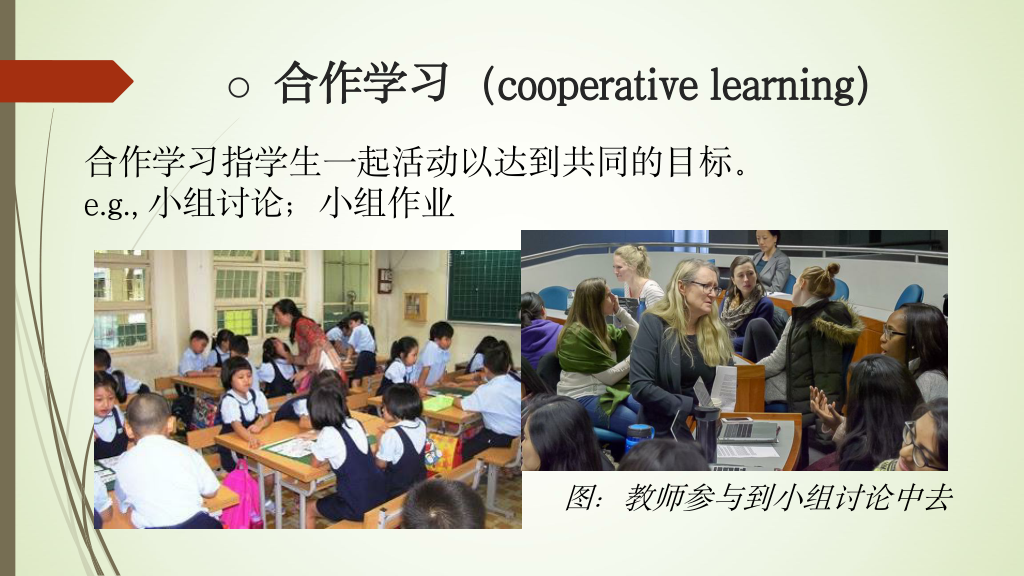 ○ 合作学习（cooperative learning）
合作学习指学生一起活动以达到共同的目标。
e.g., 小组讨论；小组作业
图：教师参与到小组讨论中去